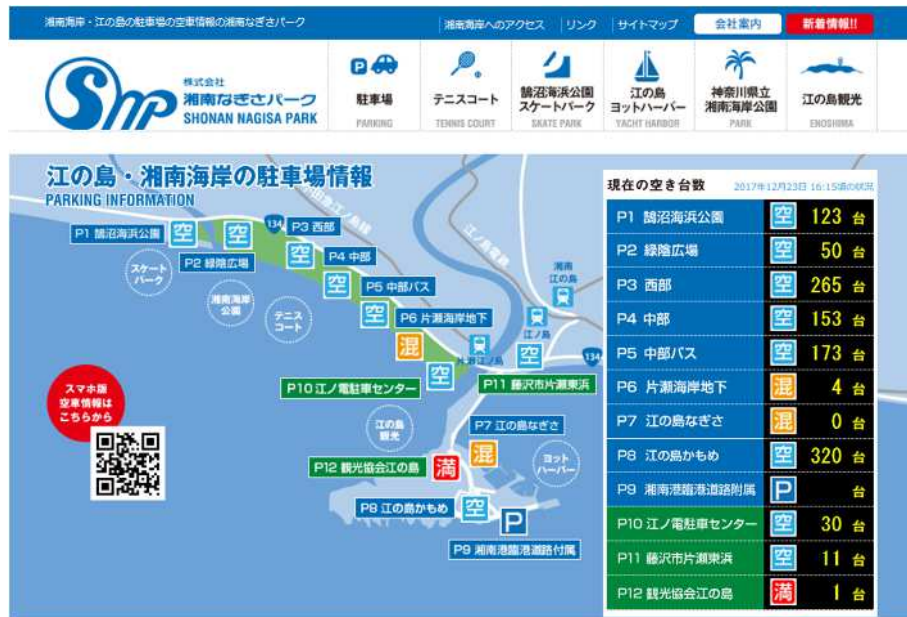 湘南海岸・江の島の駐車場の空車情報の湘南なぎさパーク
湘南海岸へのアクセス
リンク
サイトマップ
会社案内
新着情報!!
株式会社
湘南なぎさパーク
SHONAN NAGISA PARK
駐車場
PARKING
テニスコート
TENNIS COURT
鵠沼海浜公園
スケートパーク
SKATE PARK
江の島
ヨットハーバー
YACHT HARBOR
神奈川県立
湘南海岸公園
PARK
江の島観光
ENOSHIMA
江の島・湘南海岸の駐車場情報
PARKING INFORMATION
P1 鵠沼海浜公園
空
空
P2 緑陰広場
134
P3 西部
空
P4 中部
空
P5 中部バス
空
P6 片瀬海岸地下
混
江ノ島電鉄線
湘南
江の島
江ノ島
片瀬江ノ島
空
134
P10 江ノ電駐車センター
空
P11 藤沢市片瀬東浜
スケート
パーク
湘南海岸
公園
テニス
コート
江の島
観光
P7 江の島なぎさ
混
ヨット
ハーバー
P12 観光協会江の島
満
P8 江の島かもめ
空
P
P9 湘南港臨港道路付属
スマホ版
空車情報は
こちらから
現在の空き台数
2017年12月23日 16:15頃の状況
P1 鵠沼海浜公園 空 123 台
P2 緑陰広場 空 50 台
P3 西部 空 265 台
P4 中部 空 153 台
P5 中部バス 空 173 台
P6 片瀬海岸地下 混 4 台
P7 江の島なぎさ 混 0 台
P8 江の島かもめ 空 320 台
P9 湘南港臨港道路附属 P 台
P10 江ノ電駐車センター 空 30 台
P11 藤沢市片瀬東浜 空 11 台
P12 観光協会江の島 満 1 台